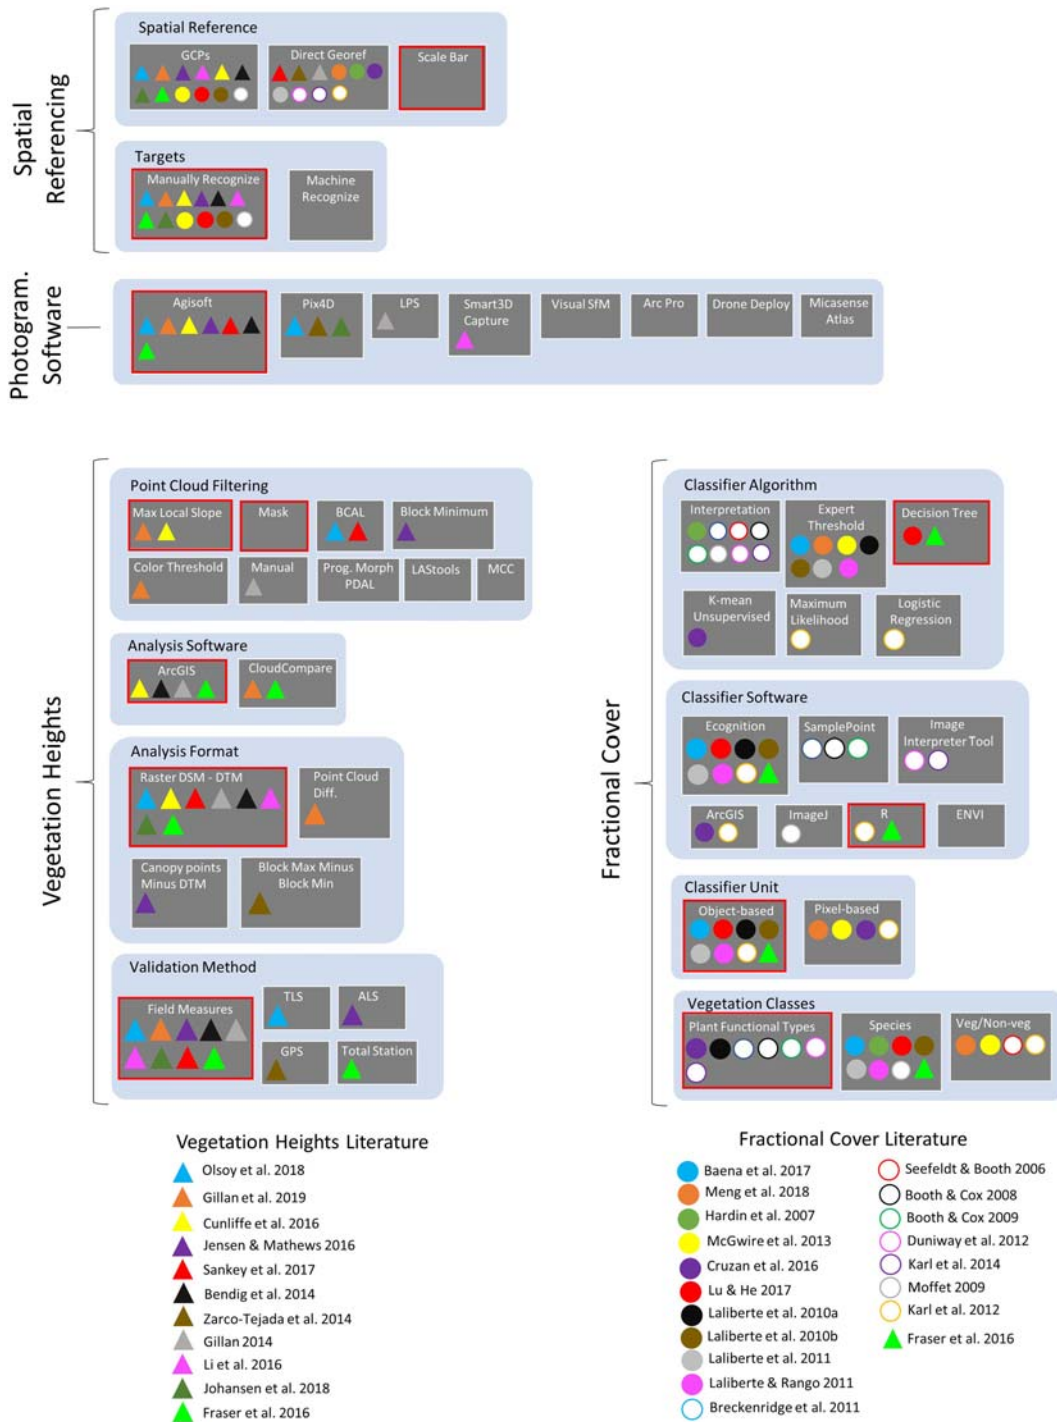 Spatial Referencing
Spatial Reference
GCPs
Direct Georef
Scale Bar
Targets
Manually Recognize
Machine
Recognize
Photogram.
Software
Agisoft
Pix4D
LPS
Smart3D
Capture
Visual SfM
Arc Pro
Drone Deploy
Micasense
Atlas
Vegetation Heights
Point Cloud Filtering
Max Local Slope
Mask
BCAL
Block Minimum
Color Threshold
Manual
Prog. Morph
PDAL
LAStools
MCC
Analysis Software
ArcGIS
CloudCompare
Analysis Format
Raster DSM - DTM
Point Cloud
Diff.
Canopy points
Minus DTM
Block Max Minus
Block Min
Validation Method
Field Measures
TLS
ALS
GPS
Total Station
Fractional Cover
Classifier Algorithm
Interpretation
Expert
Threshold
Decision Tree
K-mean
Unsupervised
Maximum
Likelihood
Logistic
Regression
Classifier Software
Ecognition
SamplePoint
Image
Interpreter Tool
ArcGIS
ImageJ
R
ENVI
Classifier Unit
Object-based
Pixel-based
Vegetation Classes
Plant Functional Types
Species
Veg/Non-veg
Vegetation Heights Literature
Olsoy et al. 2018
Gillan et al. 2019
Cunliffe et al. 2016
Jensen & Mathews 2016
Sankey et al. 2017
Bendig et al. 2014
Zarco-Tejada et al. 2014
Gillan 2014
Li et al. 2016
Johansen et al. 2018
Fraser et al. 2016
Fractional Cover Literature
Baena et al. 2017
Meng et al. 2018
Hardin et al. 2007
McGwire et al. 2013
Cruzan et al. 2016
Lu & He 2017
Laliberte et al. 2010a
Laliberte et al. 2010b
Laliberte et al. 2011
Laliberte & Rango 2011
Breckenridge et al. 2011
Seefeldt & Booth 2006
Booth & Cox 2008
Booth & Cox 2009
Duniway et al. 2012
Karl et al. 2014
Moffet 2009
Karl et al. 2012
Fraser et al. 2016